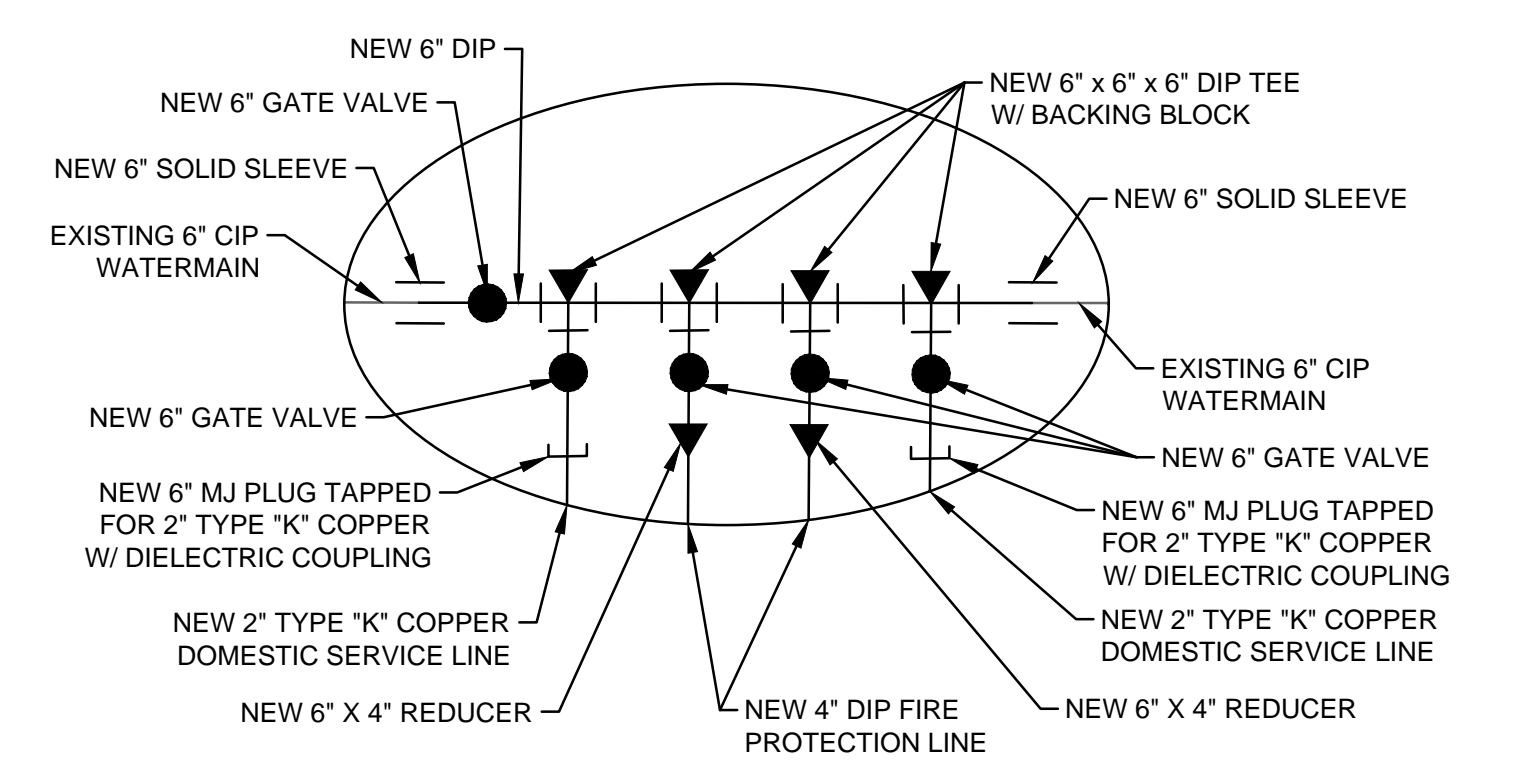 NEW 6" DIP
NEW 6" GATE VALVE
NEW 6" SOLID SLEEVE
EXISTING 6" CIP
WATERMAIN
NEW 6" x 6" x 6" DIP TEE
W/ BACKING BLOCK
NEW 6" SOLID SLEEVE
EXISTING 6" CIP
WATERMAIN
NEW 6" GATE VALVE
NEW 6" GATE VALVE
NEW 6" MJ PLUG TAPPED
FOR 2" TYPE "K" COPPER
W/ DIELECTRIC COUPLING
NEW 6" MJ PLUG TAPPED
FOR 2" TYPE "K" COPPER
W/ DIELECTRIC COUPLING
NEW 2" TYPE "K" COPPER
DOMESTIC SERVICE LINE
NEW 2" TYPE "K" COPPER
DOMESTIC SERVICE LINE
NEW 6" X 4" REDUCER
NEW 4" DIP FIRE
PROTECTION LINE
NEW 6" X 4" REDUCER